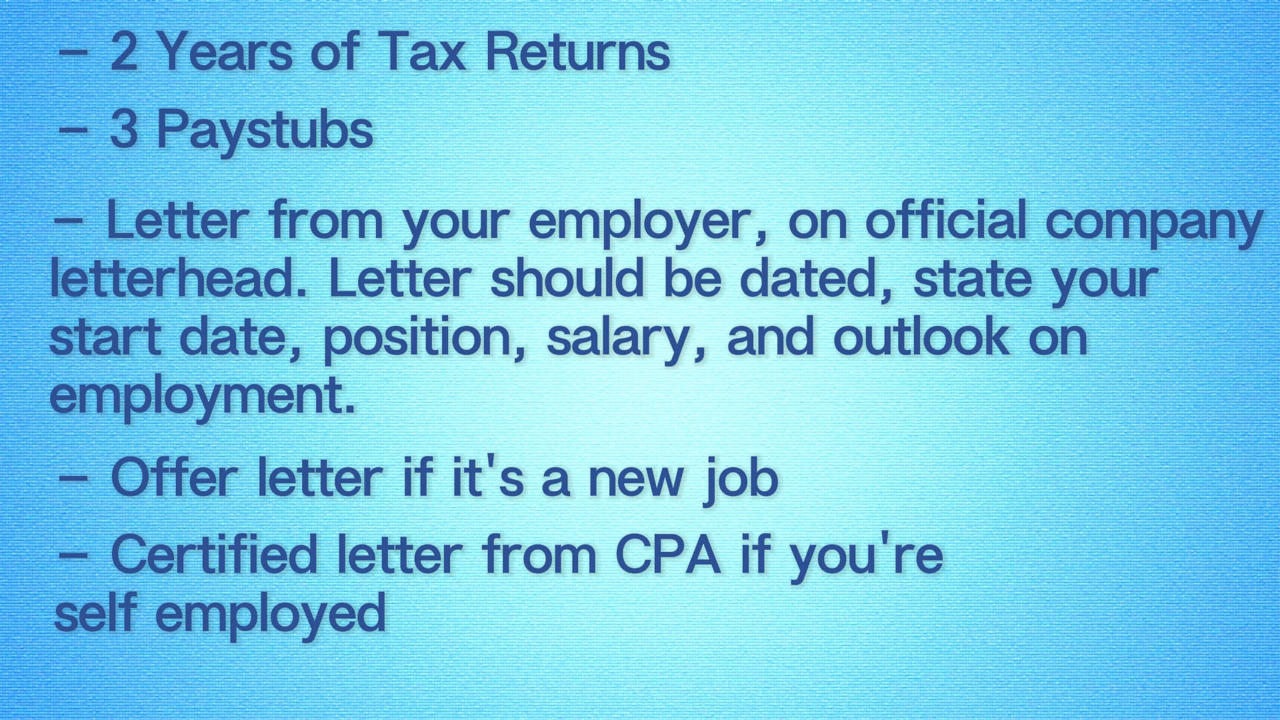 – 2 Years of Tax Returns
– 3 Paystubs
– Letter from your employer, on official company
letterhead. Letter should be dated, state your
start date, position, salary, and outlook on
employment.
– Offer letter if it's a new job
– Certified letter from CPA if you're
self employed